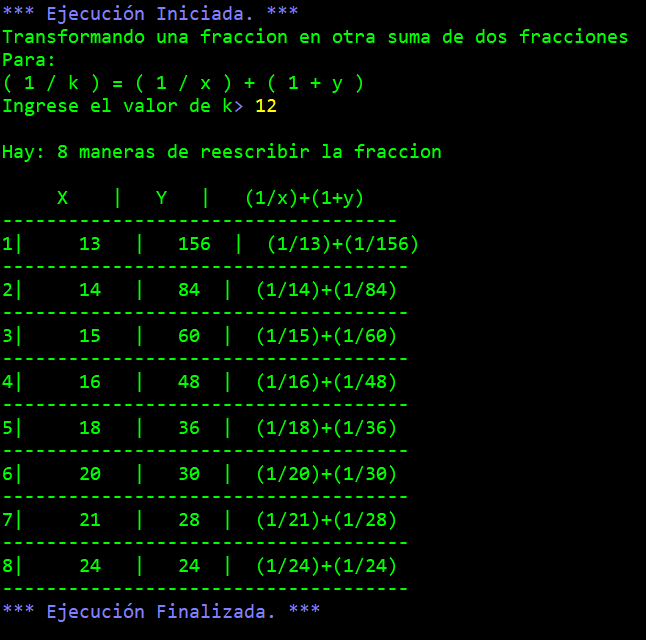 *** Ejecución Iniciada. ***
Transformando una fraccion en otra suma de dos fracciones
Para:
( 1 / k ) = ( 1 / x ) + ( 1 + y )
Ingrese el valor de k> 12
Hay: 8 maneras de reescribir la fraccion
X | Y | (1/x)+(1+y)
------------------------------------
1| 13 | 156 | (1/13)+(1/156)
-------------------------------------
2| 14 | 84 | (1/14)+(1/84)
-------------------------------------
3| 15 | 60 | (1/15)+(1/60)
-------------------------------------
4| 16 | 48 | (1/16)+(1/48)
-------------------------------------
5| 18 | 36 | (1/18)+(1/36)
-------------------------------------
6| 20 | 30 | (1/20)+(1/30)
-------------------------------------
7| 21 | 28 | (1/21)+(1/28)
-------------------------------------
8| 24 | 24 | (1/24)+(1/24)
-------------------------------------
*** Ejecución Finalizada. ***